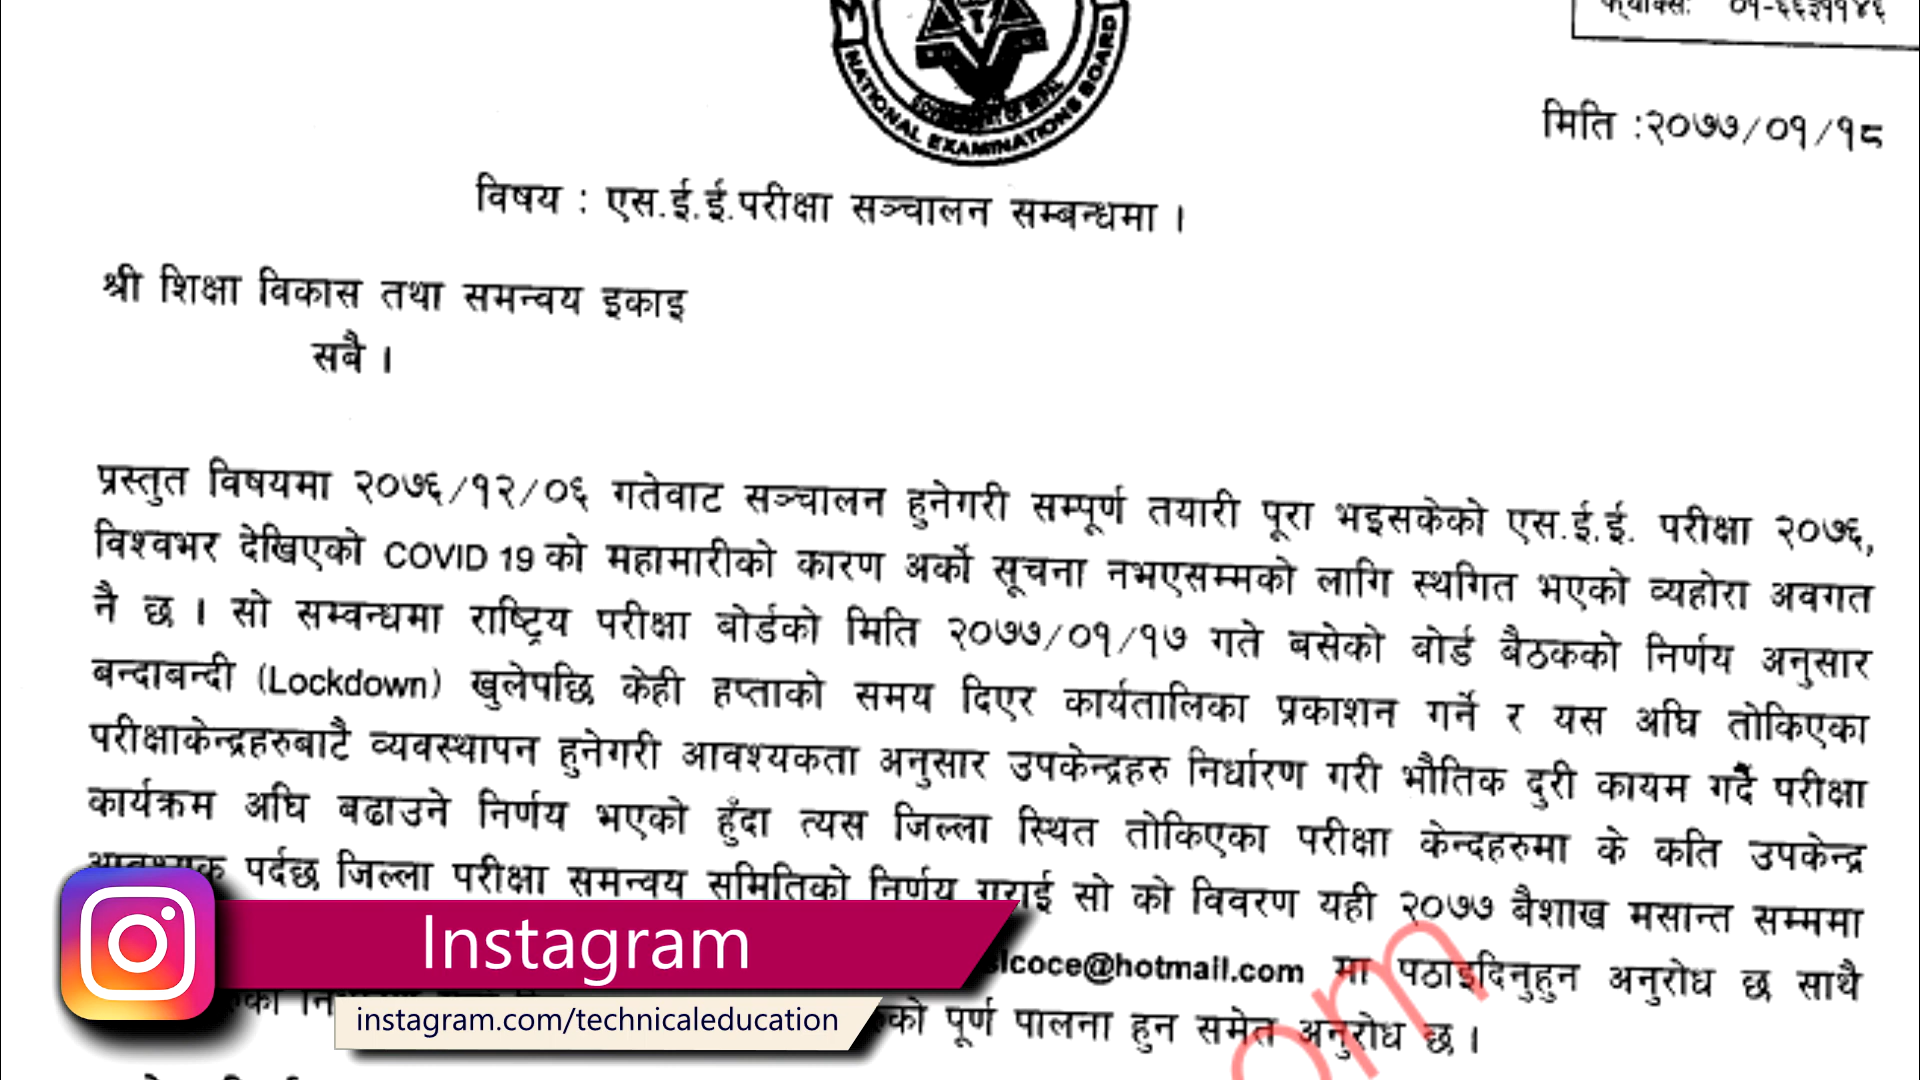 फ्याक्सः ०१-६६३११४६
NATIONAL EXAMINATIONS BOARD
मिति :२०७७/०१/१८
विषय : एस.ई.ई.परीक्षा सञ्चालन सम्बन्धमा ।
श्री शिक्षा विकास तथा समन्वय इकाइ
सबै ।
प्रस्तुत विषयमा २०७६/१२/०६ गतेवाट सञ्चालन हुनेगरी सम्पूर्ण तयारी पूरा भइसकेको एस.ई.ई. परीक्षा २०७६,
विश्वभर देखिएको COVID 19 को महामारीको कारण अर्को सूचना नभएसम्मको लागि स्थगित भएको व्यहोरा अवगत
नै छ । सो सम्वन्धमा राष्ट्रिय परीक्षा बोर्डको मिति २०७७/०१/१७ गते बसेको बोर्ड बैठकको निर्णय अनुसार
बन्दाबन्दी (Lockdown) खुलेपछि केही हप्ताको समय दिएर कार्यतालिका प्रकाशन गर्ने र यस अघि तोकिएका
परीक्षाकेन्द्रहरुबाटै व्यवस्थापन हुनेगरी आवश्यकता अनुसार उपकेन्द्रहरु निर्धारण गरी भौतिक दुरी कायम गर्दै परीक्षा
कार्यक्रम अघि बढाउने निर्णय भएको हुँदा त्यस जिल्ला स्थित तोकिएका परीक्षा केन्दहरुमा के कति उपकेन्द्र
आवश्यक पर्दछ जिल्ला परीक्षा समन्वय समितिको निर्णय गराई सो को विवरण यही २०७७ बैशाख मसान्त सम्ममा
slcoce@hotmail.com मा पठाइदिनुहुन अनुरोध छ साथै
को पूर्ण पालना हुन समेत अनुरोध छ ।
om
Instagram
instagram.com/technicaleducation